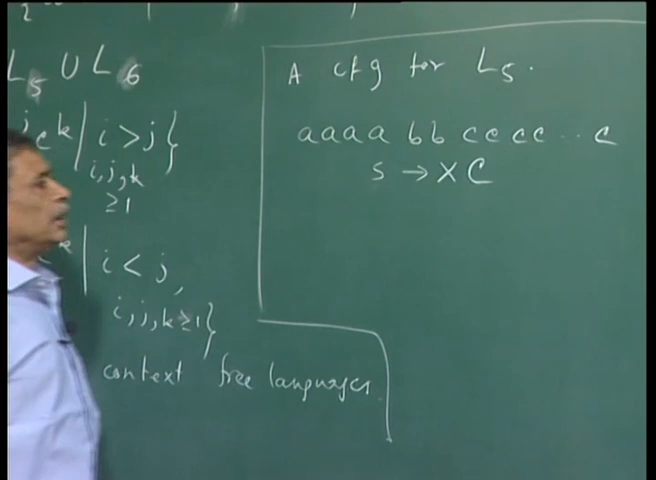 L₅ ∪ L₆
j c^k | i > j}
i, j, k
≥1
| i < j,
i, j, k ≥ 1}
context free languages.
A cfg for L₅.
aaaa bb cccc ·· c
S → X C